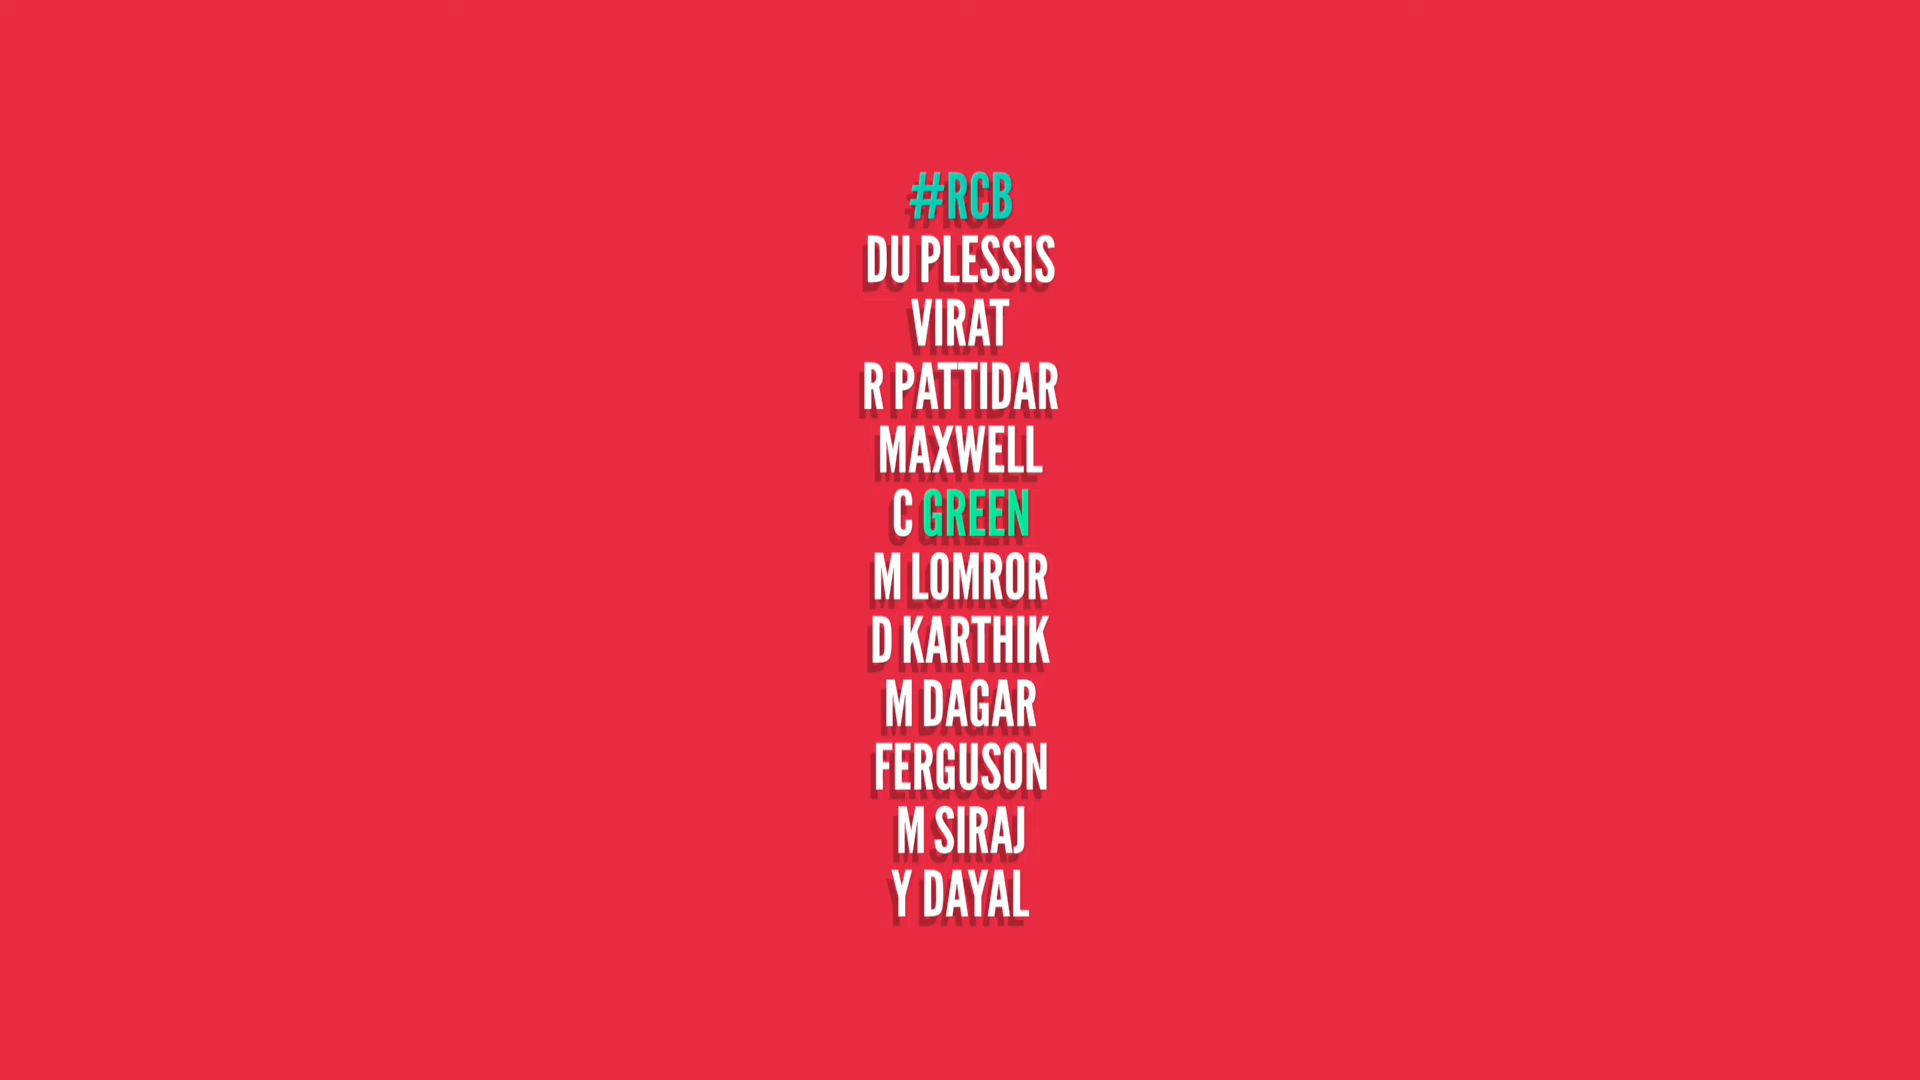 #RCB
DU PLESSIS
VIRAT
R PATTIDAR
MAXWELL
C GREEN
M LOMROR
D KARTHIK
M DAGAR
FERGUSON
M SIRAJ
Y DAYAL